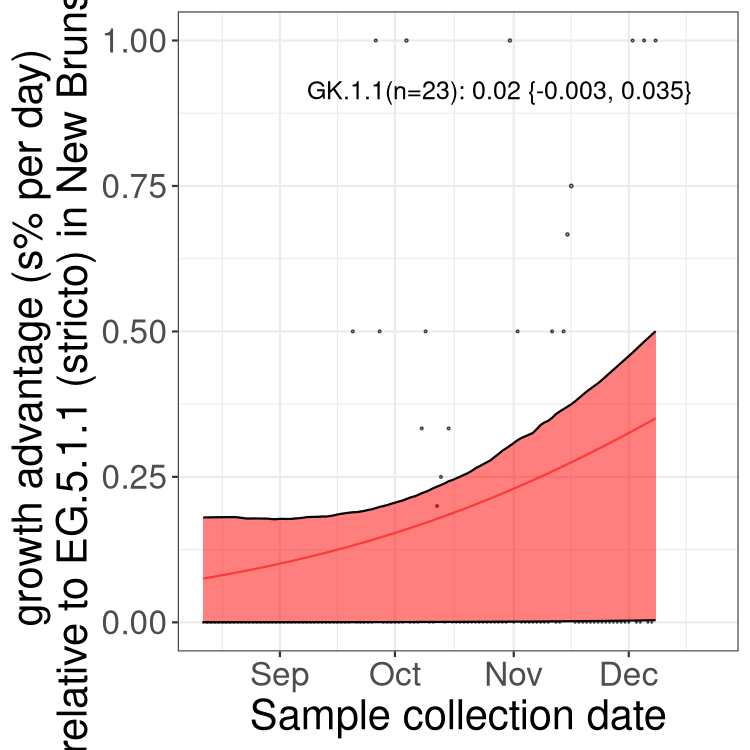 growth advantage (s% per day)
relative to EG.5.1.1 (stricto) in New Bruns
1.00
0.75
0.50
0.25
0.00
GK.1.1(n=23): 0.02 {-0.003, 0.035}
Sep Oct Nov Dec
Sample collection date